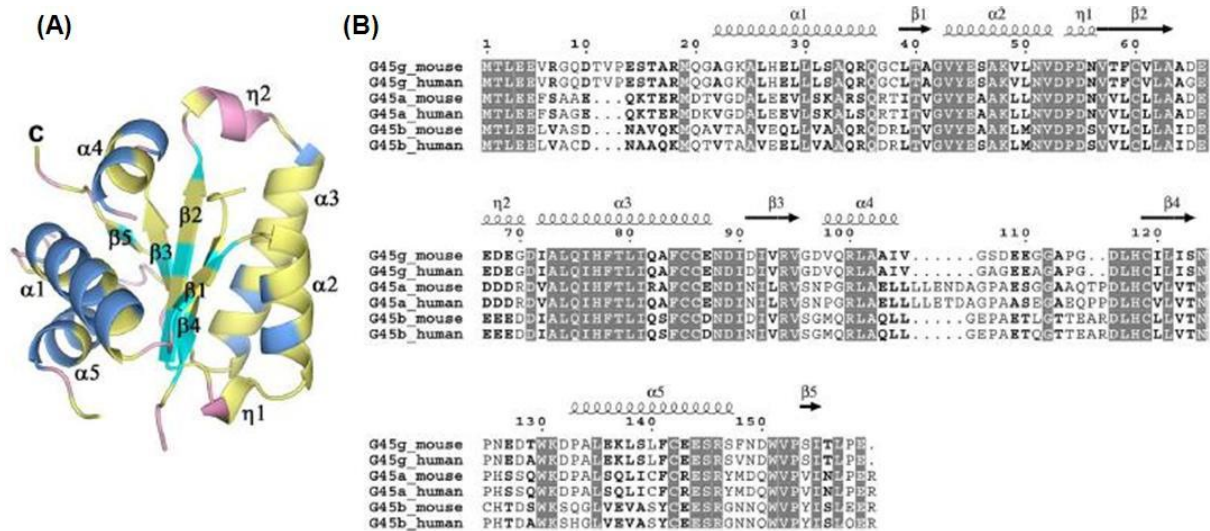 (A)
C
α4
η2
α3
β2
β5
β3
α1
β1
α2
β4
α5
η1
(B)
α1 β1 α2 η1 β2
1 10 20 30 40 50 60
G45g_mouse MTLEEVRGQDTVPESTARMQGAGKALHELLLSAQRQGCLTAGVYESAKVLNVDPDNVTFCVLAADE
G45g_human MTLEEVRGQDTVPESTARMQGAGKALHELLLSAQRQGCLTAGVYESAKVLNVDPDNVTFCVLAADE
G45a_mouse MTLEEFSAAE...QKTERMDTVGDALEEVLSKARSQRTITVGVYEAAKLLNVDPDNVVLCLLAADE
G45a_human MTLEEFSAGE...QKTERMDKVGDALEEVLSKALSQRTITVGVYEAAKLLNVDPDNVVLCLLAADE
G45b_mouse MTLEELVASD...NAVQKMQAVTAAVEQLLVAAQRQDRLTVGVYEAAKLMNVDPDSVVLCLLAIDE
G45b_human MTLEELVACD...NAAQKMQTVTAAVEELLVAAQRQDRLTVGVYESAKLMNVDPDSVVLCLLAIDE
η2 α3 β3 α4 β4
70 80 90 100 110 120
G45g_mouse EDEGDIALQIHFTLIQAFCCENDIDIVRVGDVQRLAAIV.....GSDEEGGAPG..DLHCILISN
G45g_human EDEGDIALQIHFTLIQAFCCENDIDIVRVGDVQRLAAIV.....GAGEEAGAPG..DLHCILISN
G45a_mouse DDDRDVALQIHFTLIRAFCCENDINILRVSNPGRLAELLLLENDAGPAESGGAAQTPDLHCVLVTN
G45a_human DDDRDVALQIHFTLIQAFCCENDINILRVSNPGRLAELLLLETDAGPAASEGAEQPPDLHCVLVTN
G45b_mouse EEEDDIALQIHFTLIQSFCCDNDINIVRVSGMQRLAQLL.....GEPAETLGTTEARDLHCLLVTN
G45b_human EEEDDIALQIHFTLIQSFCCDNDINIVRVSGMQRLAQLL.....GEPAETQGTTEARDLHCLLVTN
α5 β5
130 140 150
G45g_mouse PNEDTWKDPALEKLSLFCEESRSFNDWVPSITLPE.
G45g_human PNEDAWKDPALEKLSLFCEESRSVNDWVPSITLPE.
G45a_mouse PHSSQWKDPALSQLICFCRESRYMDQWVPVINLPER
G45a_human PHSSQWKDPALSQLICFCRESRYMDQWVPVINLPER
G45b_mouse CHTDSWKSQGLVEVASYCEESRGNNQWVPYISLEER
G45b_human PHTDAWKSHGLVEVASYCEESRGNNQWVPYISLQER